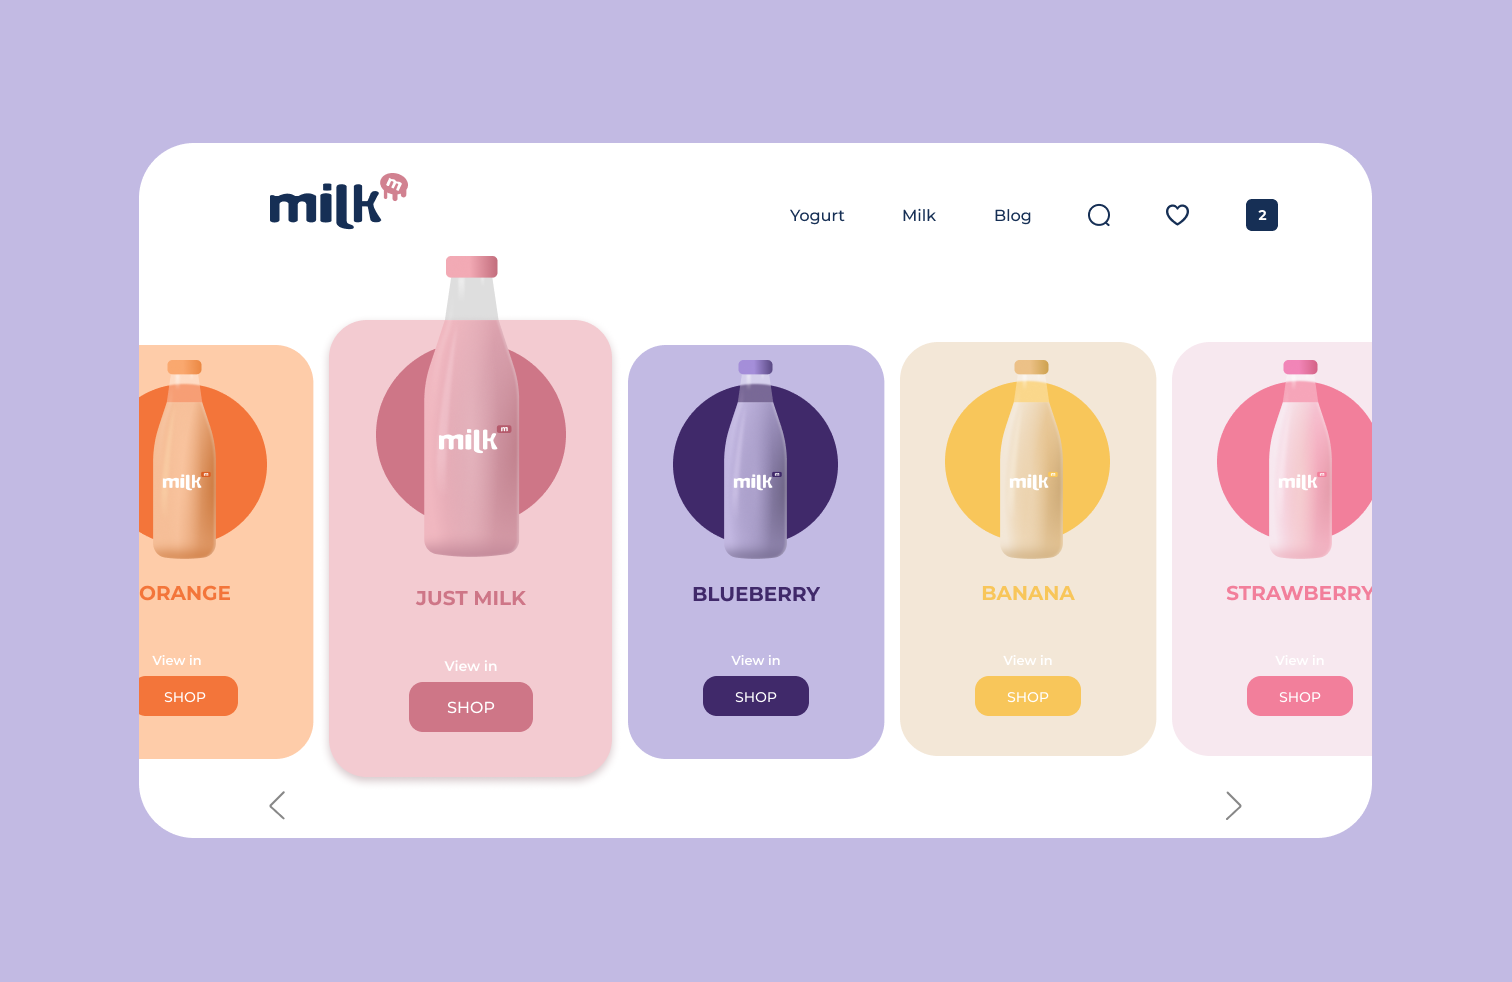 milk m
Yogurt Milk Blog 2
milk m
milk m
milk m
milk m
milk m
ORANGE
JUST MILK
BLUEBERRY
BANANA
STRAWBERRY
View in
View in
View in
View in
View in
SHOP
SHOP
SHOP
SHOP
SHOP